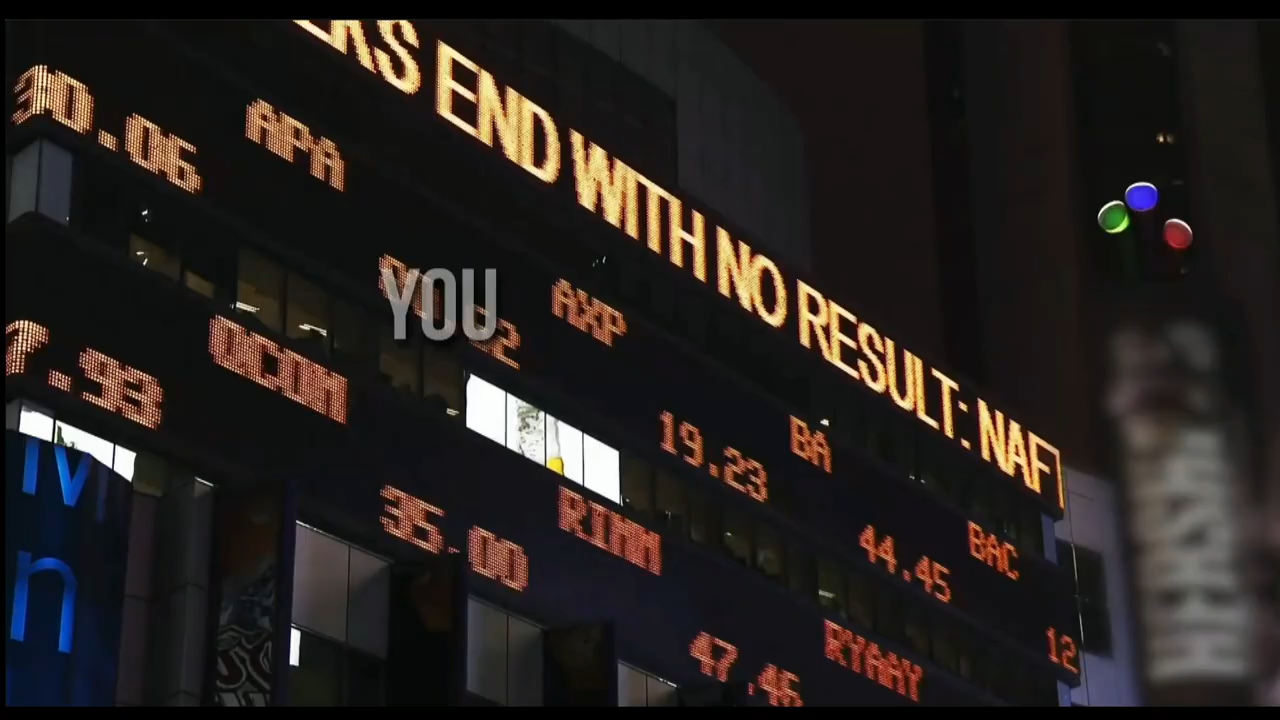 END WITH NO RESULT: NAF
30.06 APA AXP 19.23 BA 44.45 BAC 12
YOU
7.93 QCOM 35.00 RIMM 47.45 RYAAY
n